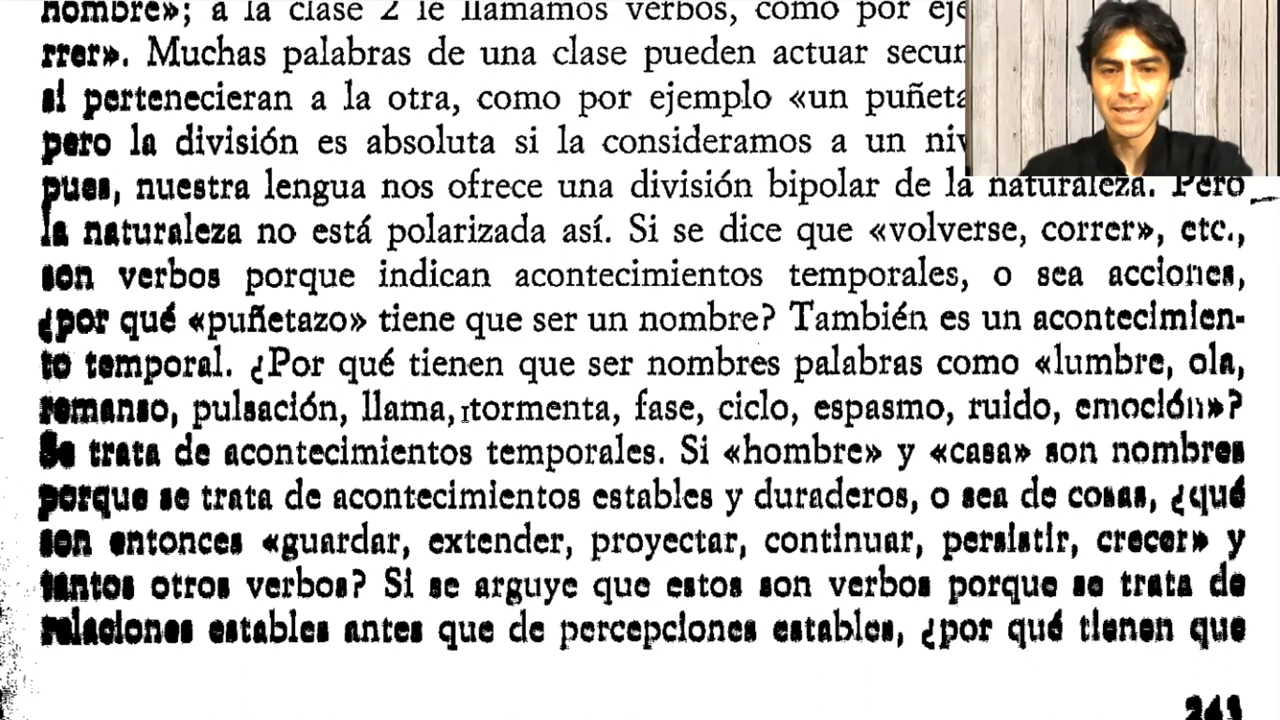 nombre»; a la clase 2 le llamamos verbos, como por eje
rrer». Muchas palabras de una clase pueden actuar secun
si pertenecieran a la otra, como por ejemplo «un puñeta
pero la división es absoluta si la consideramos a un niv
pues, nuestra lengua nos ofrece una división bipolar de la naturaleza. Pero
la naturaleza no está polarizada así. Si se dice que «volverse, correr», etc.,
son verbos porque indican acontecimientos temporales, o sea acciones,
¿por qué «puñetazo» tiene que ser un nombre? También es un acontecimien-
to temporal. ¿Por qué tienen que ser nombres palabras como «lumbre, ola,
remanso, pulsación, llama, tormenta, fase, ciclo, espasmo, ruido, emoción»?
Se trata de acontecimientos temporales. Si «hombre» y «casa» son nombres
porque se trata de acontecimientos estables y duraderos, o sea de cosas, ¿qué
son entonces «guardar, extender, proyectar, continuar, persistir, crecer» y
tantos otros verbos? Si se arguye que estos son verbos porque se trata de
relaciones estables antes que de percepciones estables, ¿por qué tienen que